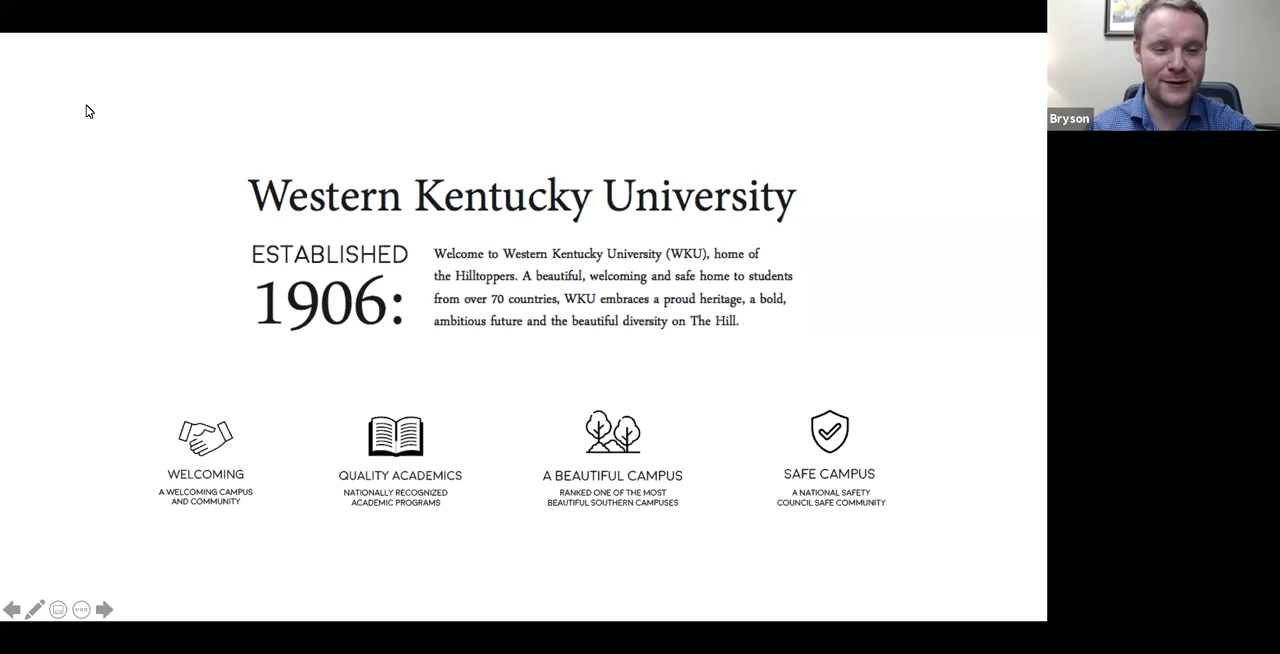 Western Kentucky University
ESTABLISHED
1906:
Welcome to Western Kentucky University (WKU), home of
the Hilltoppers. A beautiful, welcoming and safe home to students
from over 70 countries, WKU embraces a proud heritage, a bold,
ambitious future and the beautiful diversity on The Hill.
WELCOMING
A WELCOMING CAMPUS
AND COMMUNITY
QUALITY ACADEMICS
NATIONALLY RECOGNIZED
ACADEMIC PROGRAMS
A BEAUTIFUL CAMPUS
RANKED ONE OF THE MOST
BEAUTIFUL SOUTHERN CAMPUSES
SAFE CAMPUS
A NATIONAL SAFETY
COUNCIL SAFE COMMUNITY
Bryson